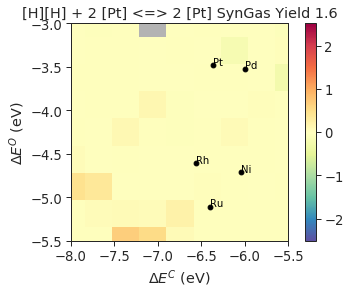 [H][H] + 2 [Pt] <=> 2 [Pt] SynGas Yield 1.6
−3.0
−3.5
−4.0
−4.5
−5.0
−5.5
ΔE^O (eV)
Pt
Pd
Rh
Ni
Ru
−8.0 −7.5 −7.0 −6.5 −6.0 −5.5
ΔE^C (eV)
2
1
0
−1
−2